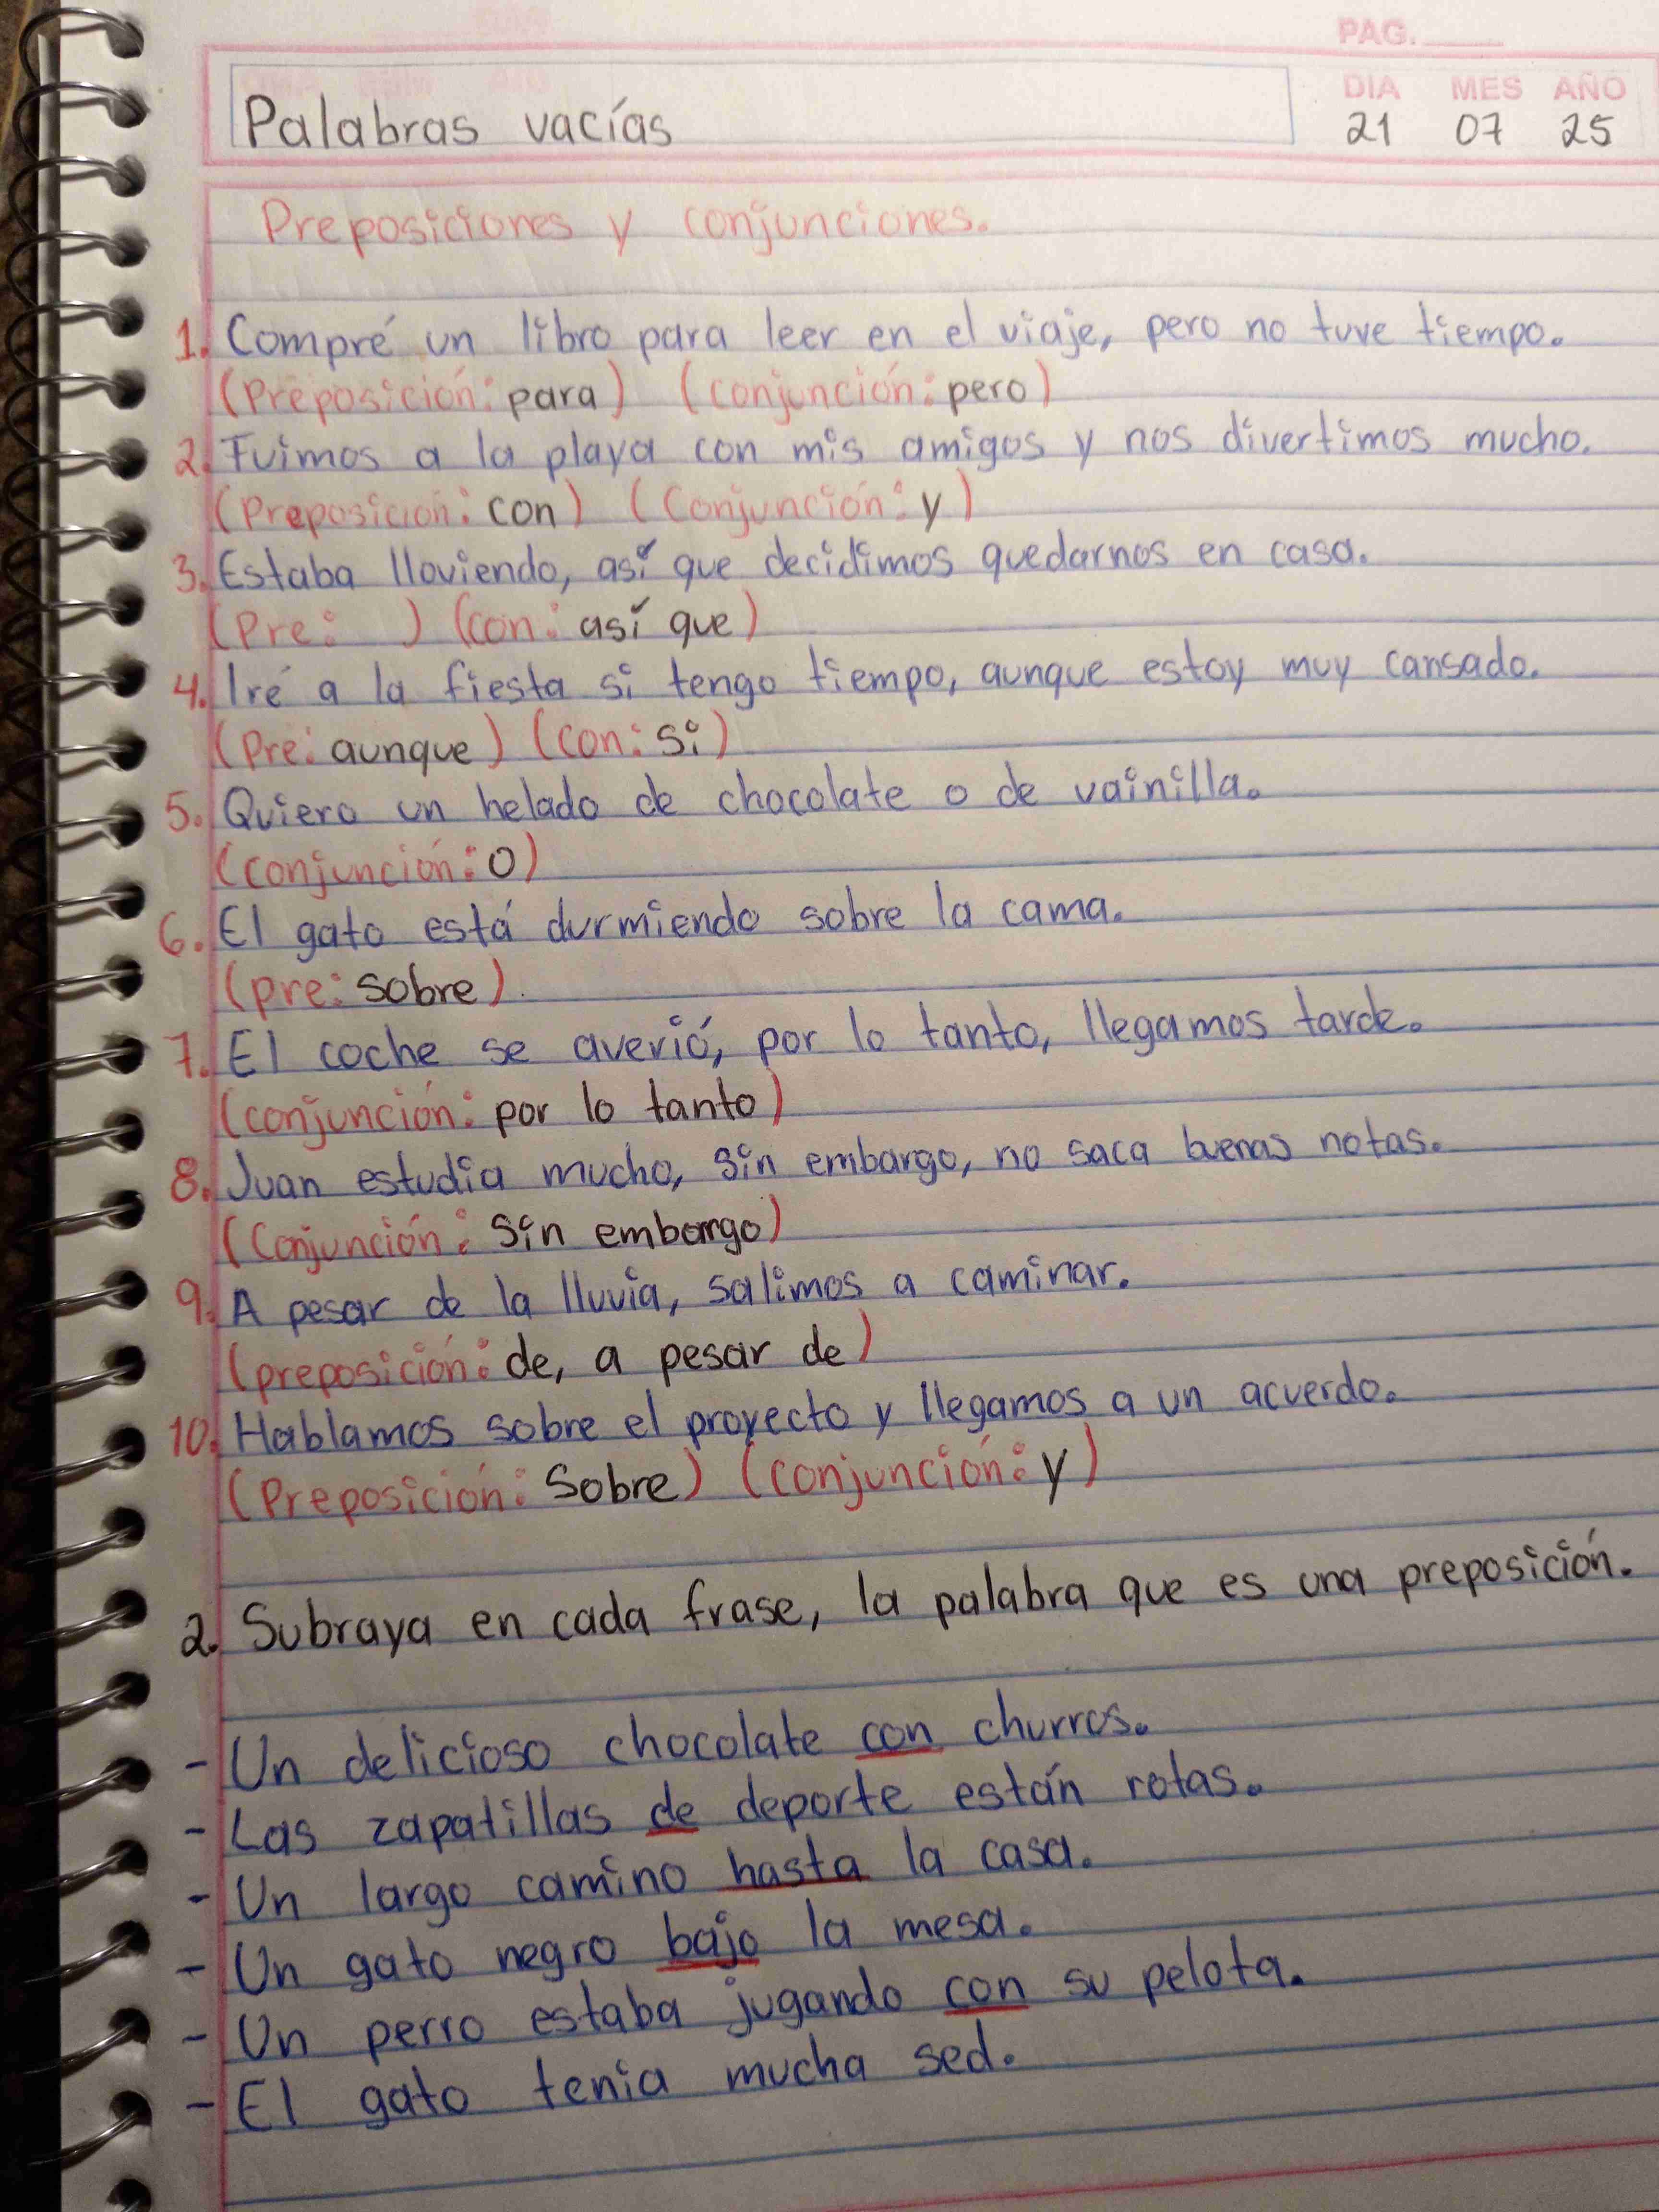 PAG.
DIA MES AÑO
Palabras vacías 21 07 25
Preposiciones y conjunciones.
1. Compré un libro para leer en el viaje, pero no tuve tiempo.
(Preposición: para) (conjunción: pero)
2. Fuimos a la playa con mis amigos y nos divertimos mucho.
(Preposición: con) (Conjunción: y)
3. Estaba lloviendo, así que decidimos quedarnos en casa.
(Pre: ) (con: así que)
4. Iré a la fiesta si tengo tiempo, aunque estoy muy cansado.
(Pre: aunque) (con: si)
5. Quiero un helado de chocolate o de vainilla.
(conjunción: O)
6. El gato está durmiendo sobre la cama.
(pre: sobre).
7. El coche se averió, por lo tanto, llegamos tarde.
(conjunción: por lo tanto)
8. Juan estudia mucho, sin embargo, no saca buenas notas.
(Conjunción: Sin embargo)
9. A pesar de la lluvia, salimos a caminar.
(preposición: de, a pesar de)
10. Hablamos sobre el proyecto y llegamos a un acuerdo.
(Preposición: Sobre) (conjunción: y)
2. Subraya en cada frase, la palabra que es una preposición.
- Un delicioso chocolate con churros.
- Las zapatillas de deporte están rotas.
- Un largo camino hasta la casa.
- Un gato negro bajo la mesa.
- Un perro estaba jugando con su pelota.
- El gato tenia mucha sed.